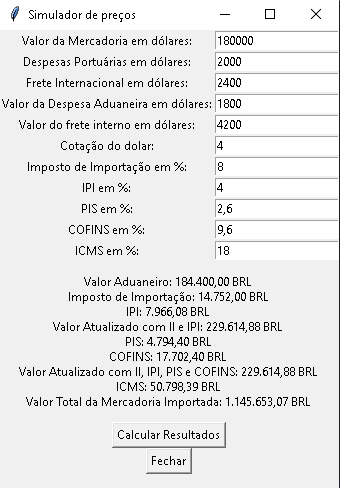 Simulador de preços
Valor da Mercadoria em dólares: 180000
Despesas Portuárias em dólares: 2000
Frete Internacional em dólares: 2400
Valor da Despesa Aduaneira em dólares: 1800
Valor do frete interno em dólares: 4200
Cotação do dolar: 4
Imposto de Importação em %: 8
IPI em %: 4
PIS em %: 2,6
COFINS em %: 9,6
ICMS em %: 18
Valor Aduaneiro: 184.400,00 BRL
Imposto de Importação: 14.752,00 BRL
IPI: 7.966,08 BRL
Valor Atualizado com II e IPI: 229.614,88 BRL
PIS: 4.794,40 BRL
COFINS: 17.702,40 BRL
Valor Atualizado com II, IPI, PIS e COFINS: 229.614,88 BRL
ICMS: 50.798,39 BRL
Valor Total da Mercadoria Importada: 1.145.653,07 BRL
Calcular Resultados
Fechar